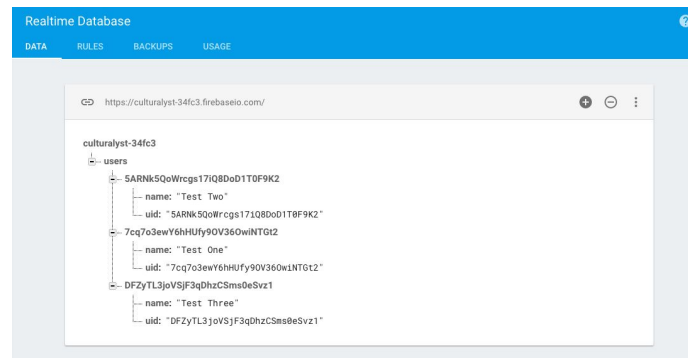 Realtime Database
DATA RULES BACKUPS USAGE
https://culturalyst-34fc3.firebaseio.com/
culturalyst-34fc3
users
5ARNk5QoWrcgs17iQ8DoD1T0F9K2
name: "Test Two"
uid: "5ARNk5QoWrcgs17iQ8DoD1T0F9K2"
7cq7o3ewY6hHUfy9OV36OwiNTGt2
name: "Test One"
uid: "7cq7o3ewY6hHUfy9OV36OwiNTGt2"
DFZyTL3joVSjF3qDhzCSms0eSvz1
name: "Test Three"
uid: "DFZyTL3joVSjF3qDhzCSms0eSvz1"